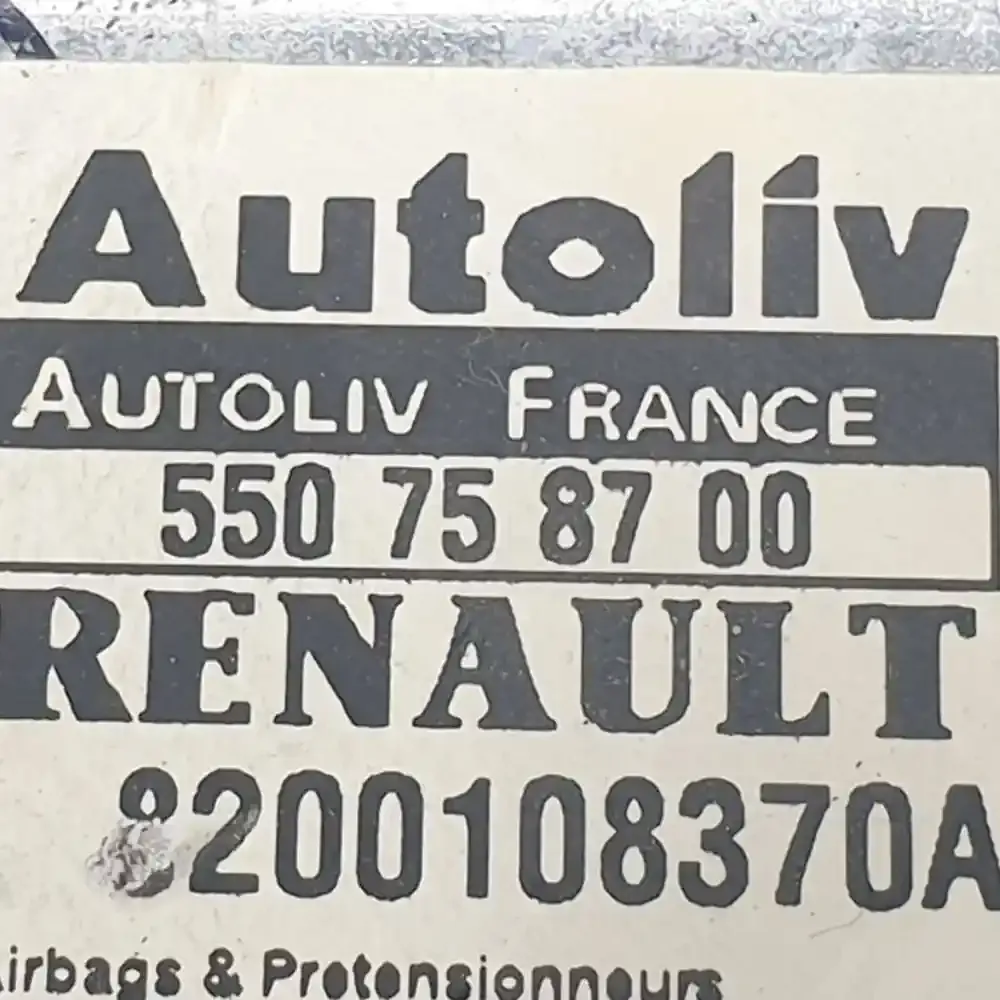 Autoliv
AUTOLIV FRANCE
550 75 87 00
RENAULT
8200108370A
Airbags & Pretensionneurs